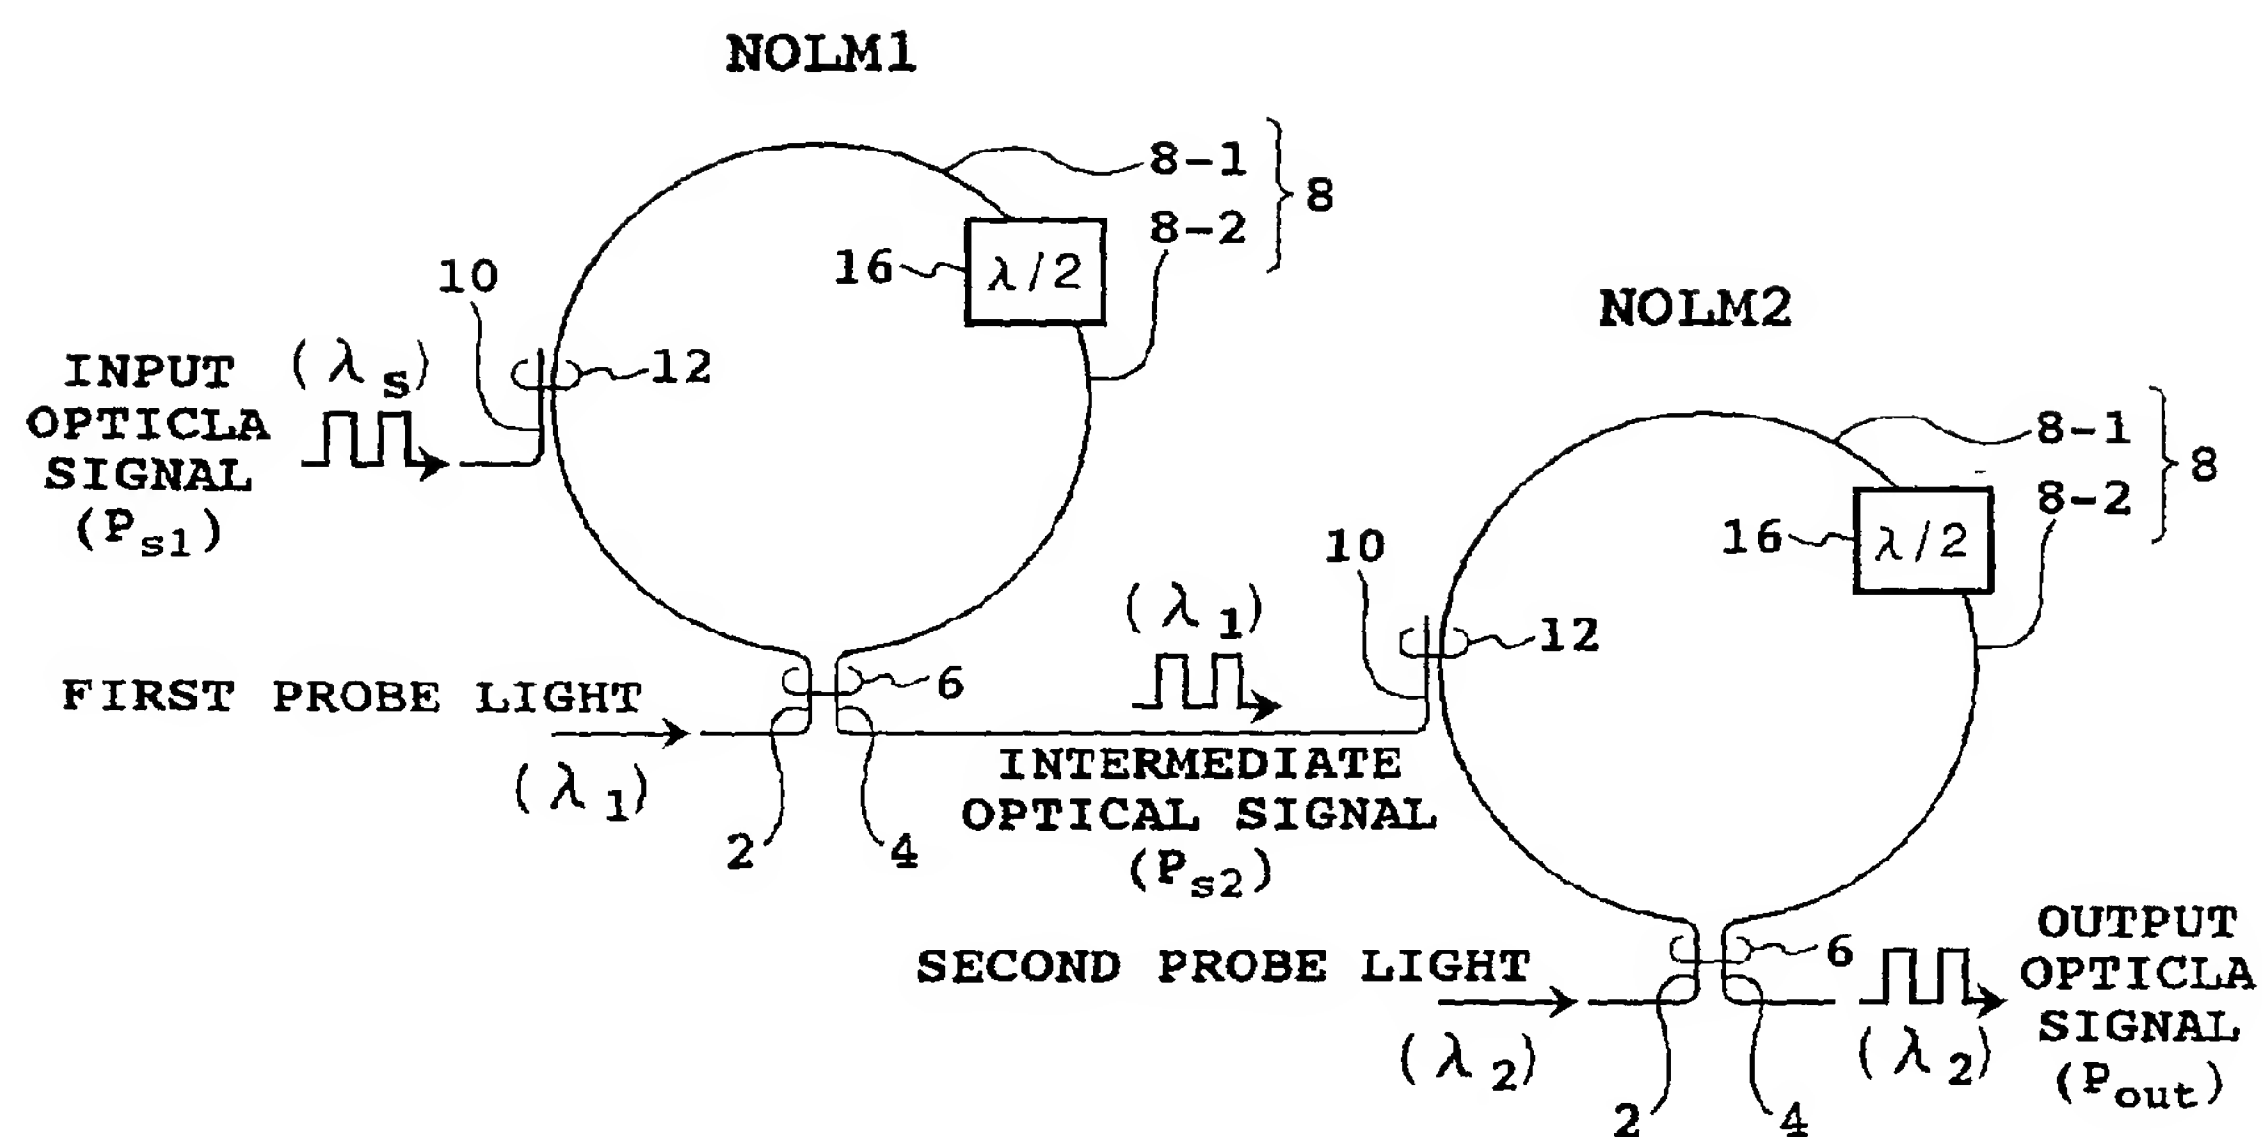 NOLM1
8-1
8
8-2
16
λ/2
10
12
INPUT
OPTICLA
SIGNAL
(Ps1)
(λs)
FIRST PROBE LIGHT
(λ1)
6
2
4
NOLM2
8-1
8
8-2
16
λ/2
10
12
(λ1)
INTERMEDIATE
OPTICAL SIGNAL
(Ps2)
SECOND PROBE LIGHT
(λ2)
6
2
4
(λ2)
OUTPUT
OPTICLA
SIGNAL
(Pout)